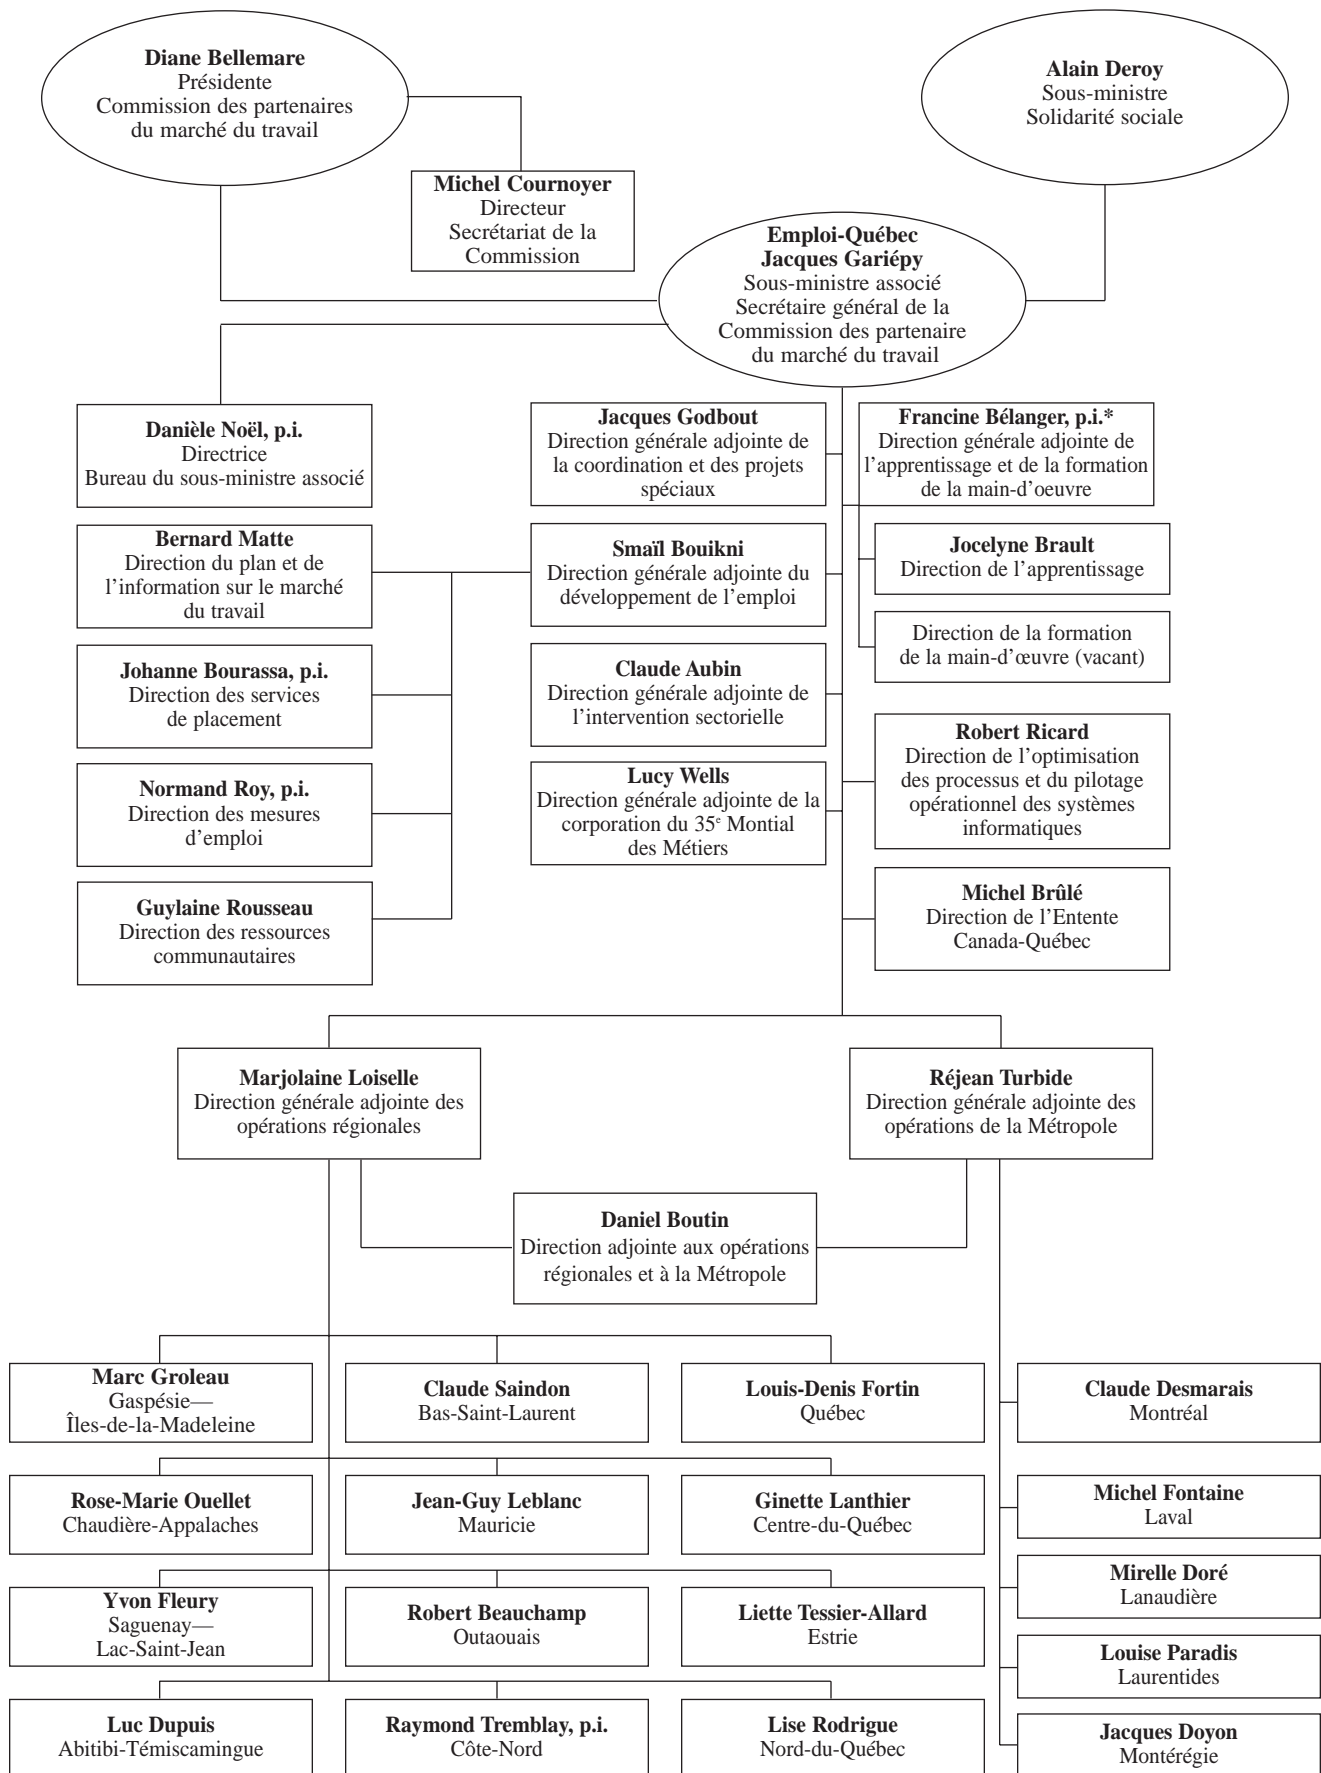 Diane Bellemare
Présidente
Commission des partenaires
du marché du travail
Alain Deroy
Sous-ministre
Solidarité sociale
Michel Cournoyer
Directeur
Secrétariat de la
Commission
Emploi-Québec
Jacques Gariépy
Sous-ministre associé
Secrétaire général de la
Commission des partenaire
du marché du travail
Danièle Noël, p.i.
Directrice
Bureau du sous-ministre associé
Jacques Godbout
Direction générale adjointe de
la coordination et des projets
spéciaux
Francine Bélanger, p.i.*
Direction générale adjointe de
l’apprentissage et de la formation
de la main-d'oeuvre
Bernard Matte
Direction du plan et de
l’information sur le marché
du travail
Smaïl Bouikni
Direction générale adjointe du
développement de l’emploi
Jocelyne Brault
Direction de l’apprentissage
Direction de la formation
de la main-d’œuvre (vacant)
Johanne Bourassa, p.i.
Direction des services
de placement
Claude Aubin
Direction générale adjointe de
l’intervention sectorielle
Robert Ricard
Direction de l’optimisation
des processus et du pilotage
opérationnel des systèmes
informatiques
Normand Roy, p.i.
Direction des mesures
d’emploi
Lucy Wells
Direction générale adjointe de la
corporation du 35e Montial
des Métiers
Guylaine Rousseau
Direction des ressources
communautaires
Michel Brûlé
Direction de l’Entente
Canada-Québec
Marjolaine Loiselle
Direction générale adjointe des
opérations régionales
Réjean Turbide
Direction générale adjointe des
opérations de la Métropole
Daniel Boutin
Direction adjointe aux opérations
régionales et à la Métropole
Marc Groleau
Gaspésie—
Îles-de-la-Madeleine
Claude Saindon
Bas-Saint-Laurent
Louis-Denis Fortin
Québec
Claude Desmarais
Montréal
Rose-Marie Ouellet
Chaudière-Appalaches
Jean-Guy Leblanc
Mauricie
Ginette Lanthier
Centre-du-Québec
Michel Fontaine
Laval
Yvon Fleury
Saguenay—
Lac-Saint-Jean
Robert Beauchamp
Outaouais
Liette Tessier-Allard
Estrie
Mirelle Doré
Lanaudière
Louise Paradis
Laurentides
Luc Dupuis
Abitibi-Témiscamingue
Raymond Tremblay, p.i.
Côte-Nord
Lise Rodrigue
Nord-du-Québec
Jacques Doyon
Montérégie